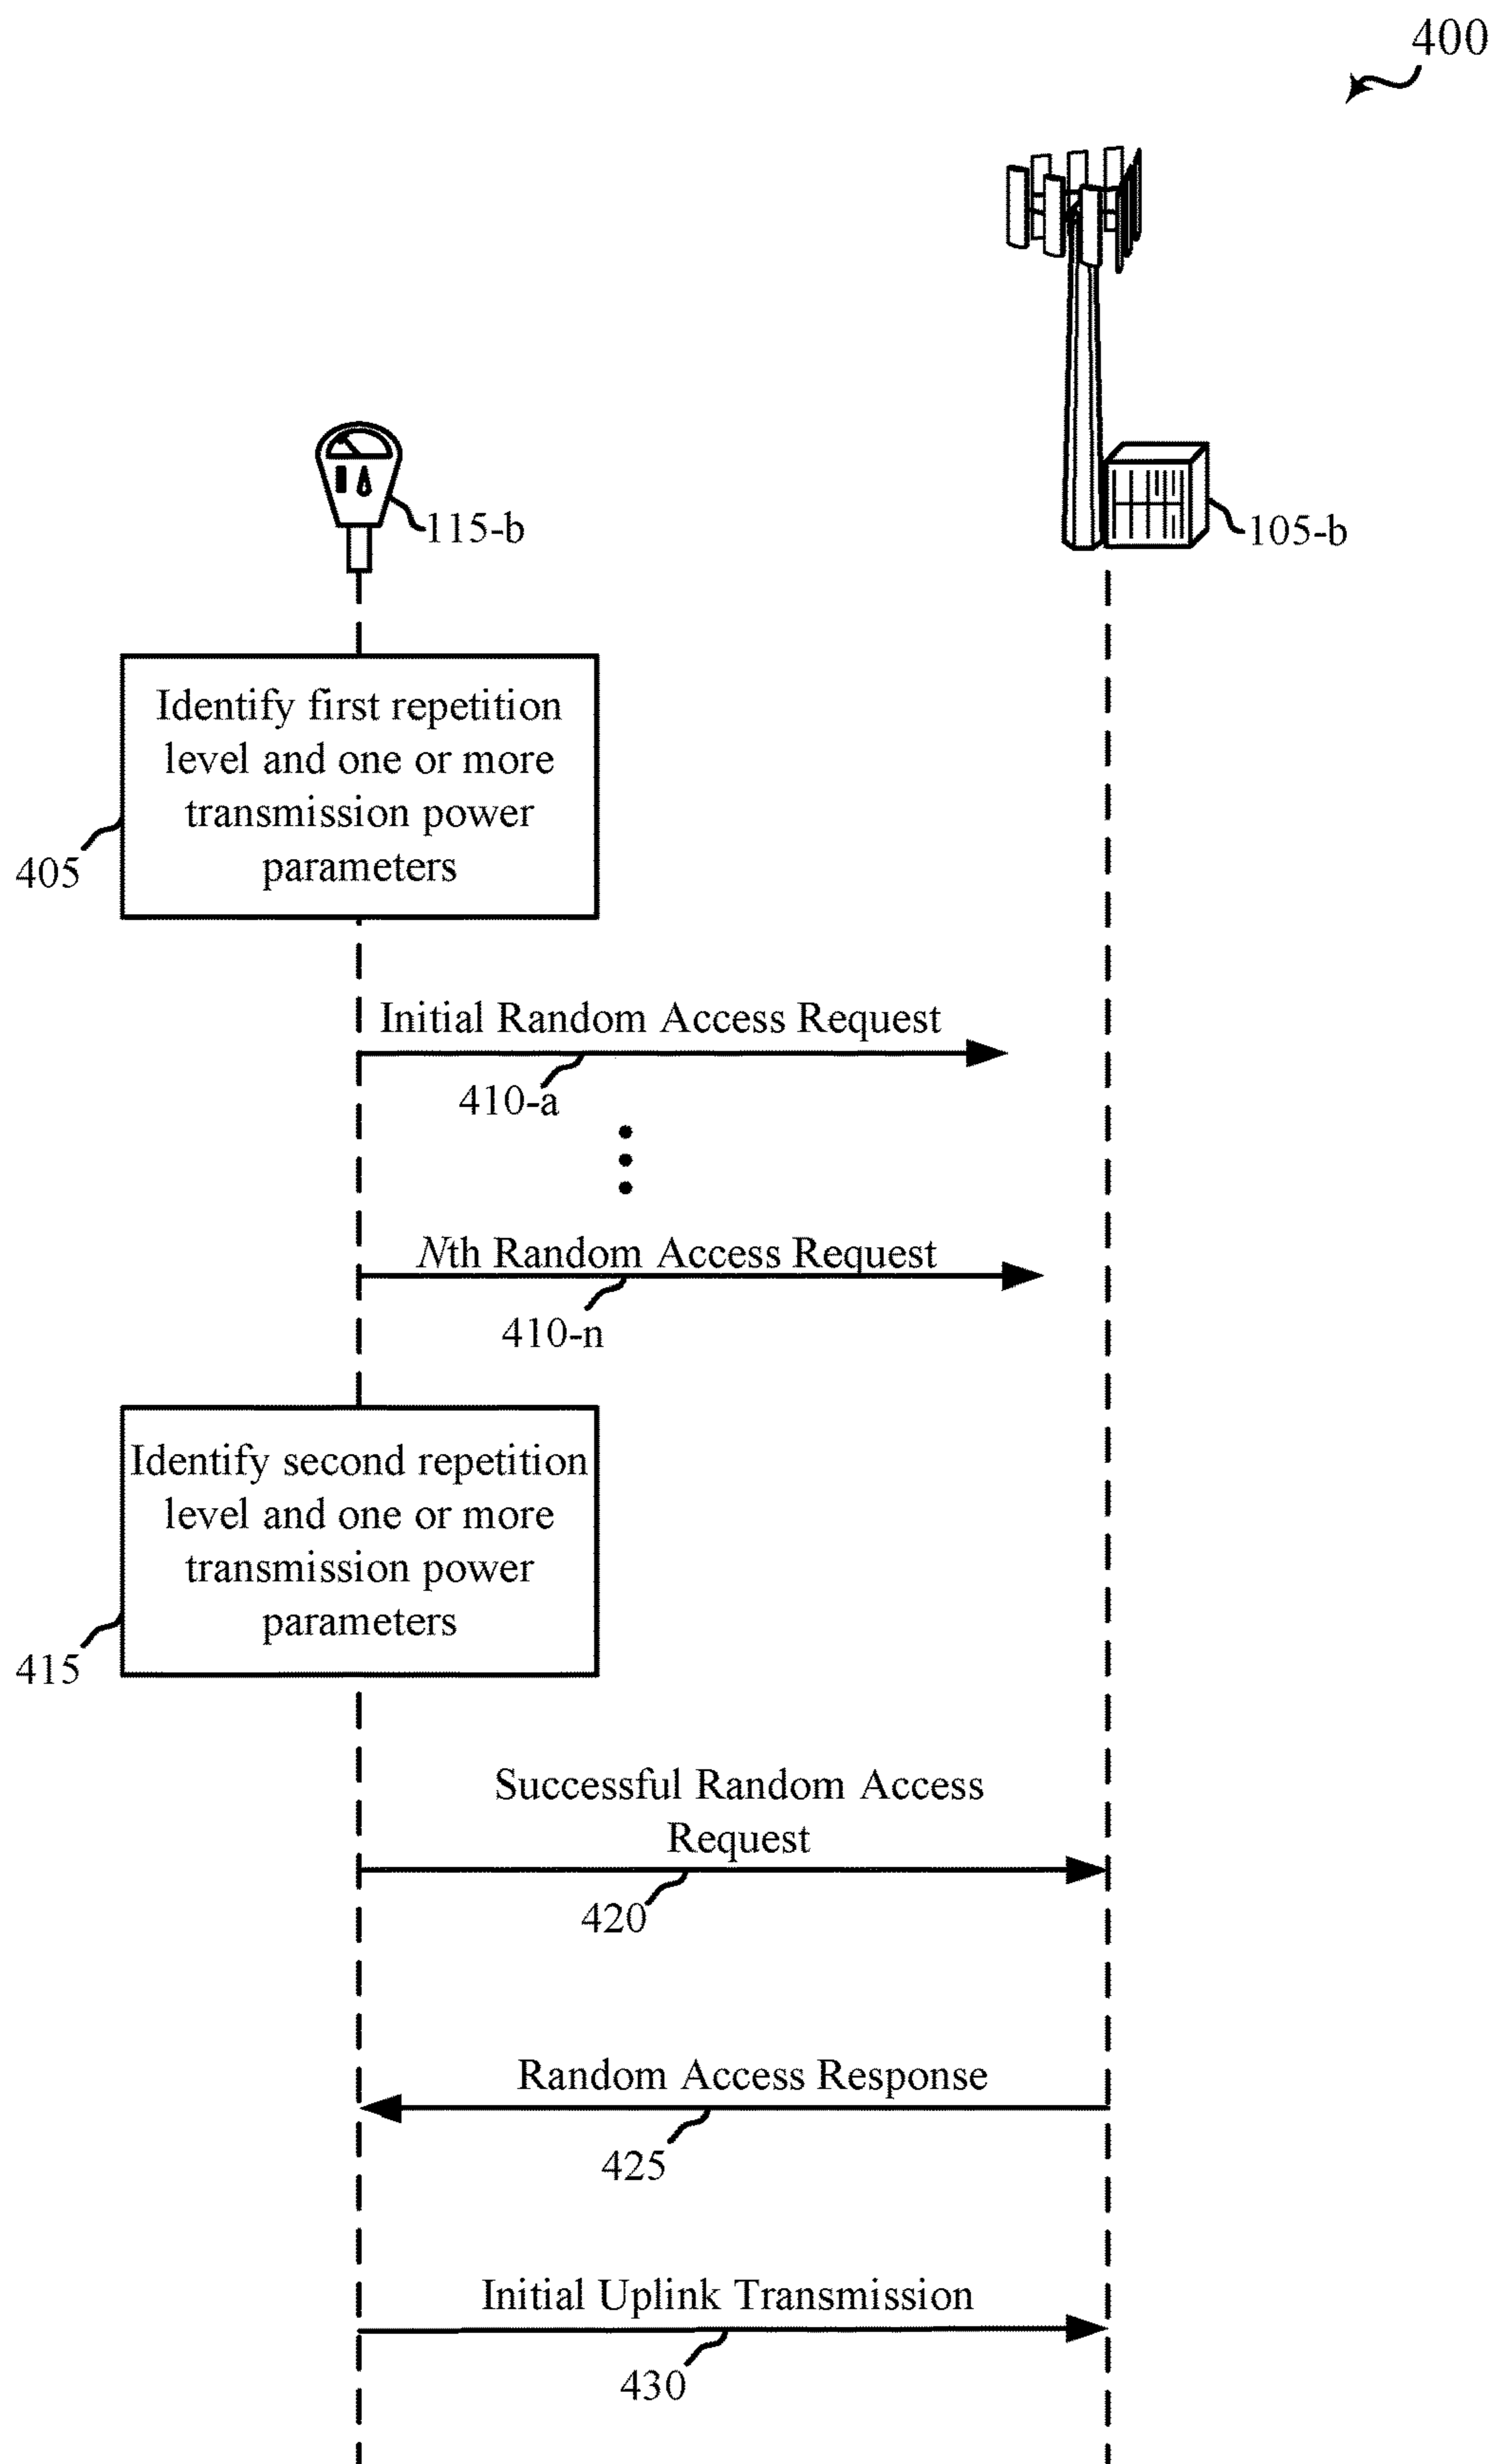 400
115-b
105-b
Identify first repetition
level and one or more
transmission power
parameters
405
Initial Random Access Request
410-a
Nth Random Access Request
410-n
Identify second repetition
level and one or more
transmission power
parameters
415
Successful Random Access
Request
420
Random Access Response
425
Initial Uplink Transmission
430